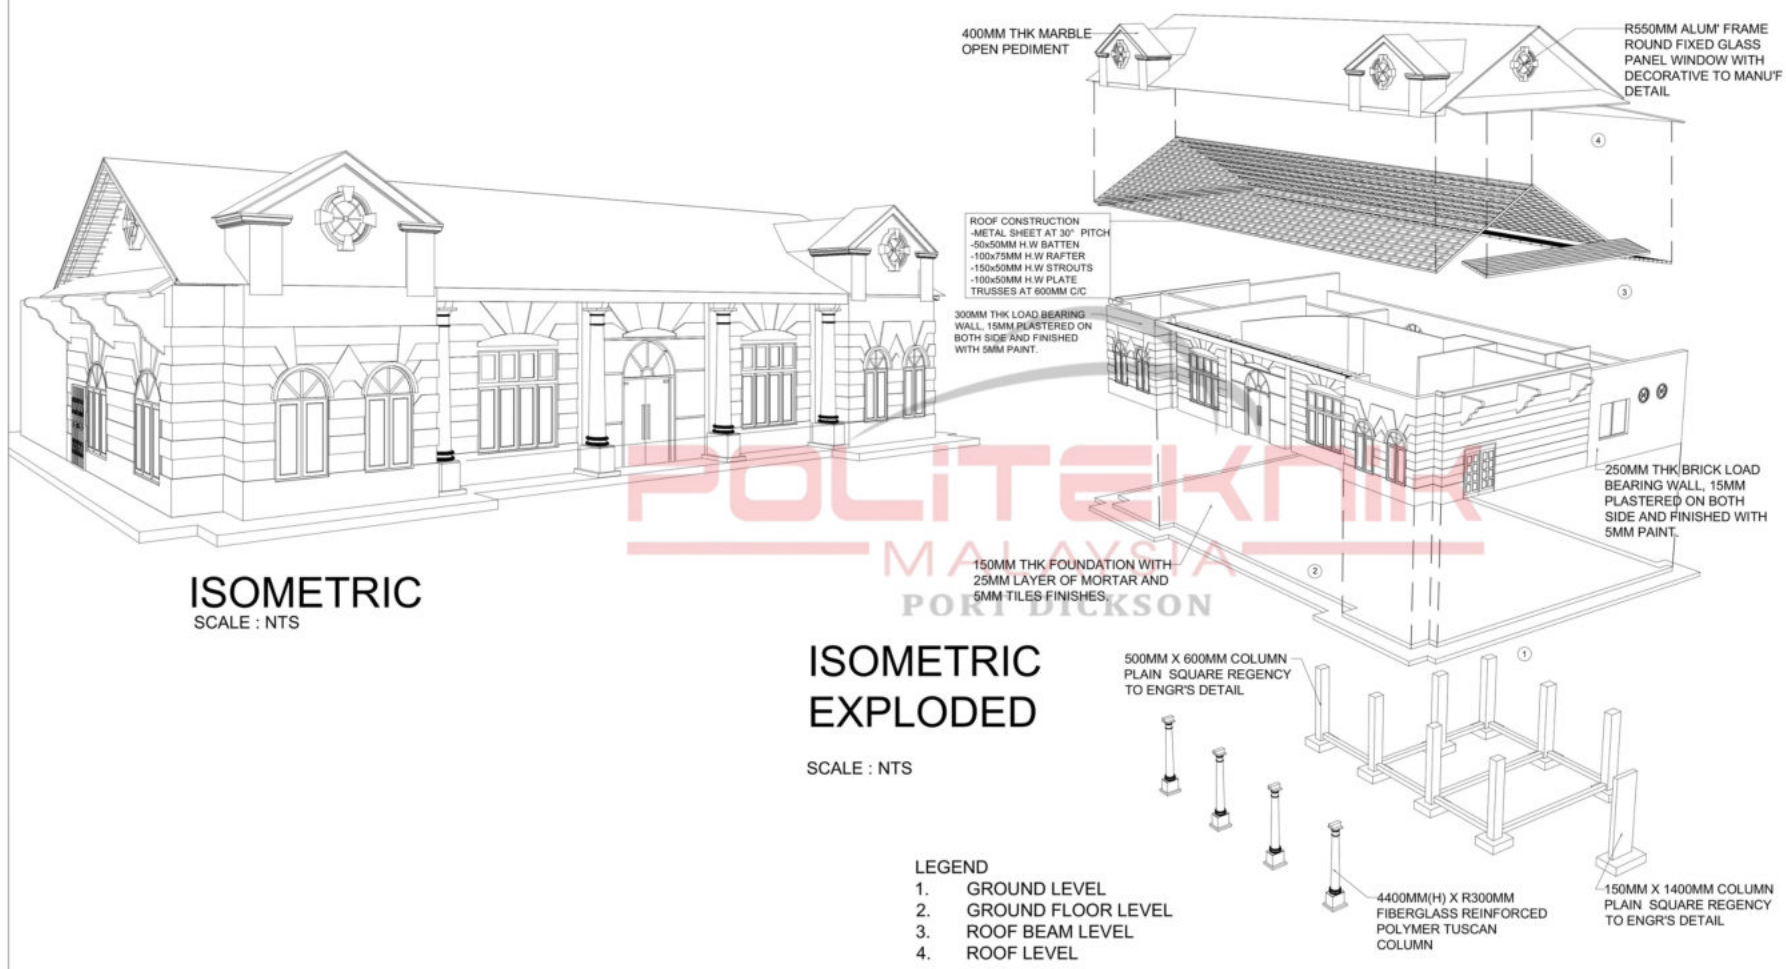 400MM THK MARBLE
OPEN PEDIMENT
R550MM ALUM' FRAME
ROUND FIXED GLASS
PANEL WINDOW WITH
DECORATIVE TO MANU'F
DETAIL
4
ROOF CONSTRUCTION
-METAL SHEET AT 30° PITCH
-50x50MM H.W BATTEN
-100x75MM H.W RAFTER
-150x50MM H.W STROUTS
-100x50MM H.W PLATE
TRUSSES AT 600MM C/C
3
300MM THK LOAD BEARING
WALL, 15MM PLASTERED ON
BOTH SIDE AND FINISHED
WITH 5MM PAINT.
250MM THK BRICK LOAD
BEARING WALL, 15MM
PLASTERED ON BOTH
SIDE AND FINISHED WITH
5MM PAINT.
POLITEKNIK
MALAYSIA
PORT DICKSON
150MM THK FOUNDATION WITH
25MM LAYER OF MORTAR AND
5MM TILES FINISHES.
2
ISOMETRIC
SCALE : NTS
ISOMETRIC
EXPLODED
SCALE : NTS
1
500MM X 600MM COLUMN
PLAIN SQUARE REGENCY
TO ENGR'S DETAIL
4400MM(H) X R300MM
FIBERGLASS REINFORCED
POLYMER TUSCAN
COLUMN
150MM X 1400MM COLUMN
PLAIN SQUARE REGENCY
TO ENGR'S DETAIL
LEGEND
1. GROUND LEVEL
2. GROUND FLOOR LEVEL
3. ROOF BEAM LEVEL
4. ROOF LEVEL